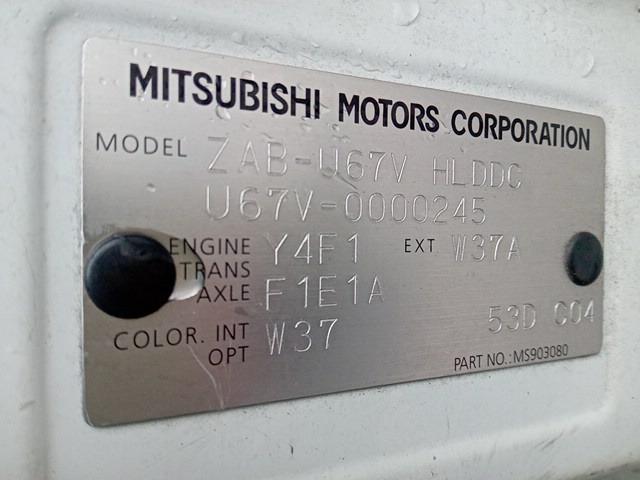 MITSUBISHI MOTORS CORPORATION
MODEL ZAB-U67V HLDDC
U67V-0000245
ENGINE Y4F1 EXT W37A
TRANS
AXLE F1E1A
COLOR. INT W37 53D C04
OPT
PART NO.: MS903080